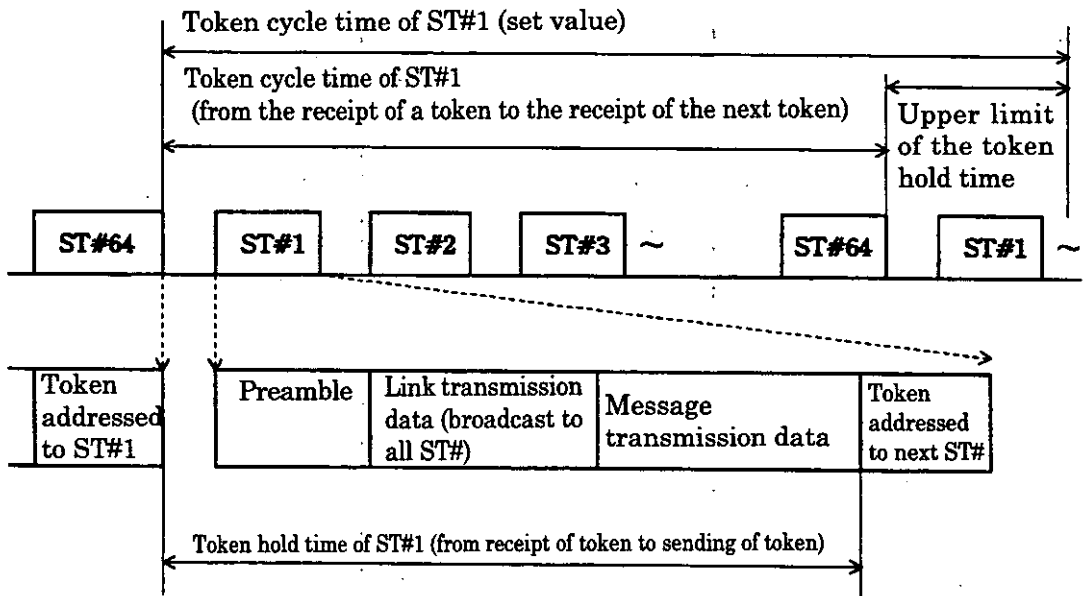 Token cycle time of ST#1 (set value)
Token cycle time of ST#1
(from the receipt of a token to the receipt of the next token)
Upper limit
of the token
hold time
ST#64
ST#1
ST#2
ST#3
~
ST#64
ST#1
~
Token
addressed
to ST#1
Preamble
Link transmission
data (broadcast to
all ST#)
Message
transmission data
Token
addressed
to next ST#
Token hold time of ST#1 (from receipt of token to sending of token)